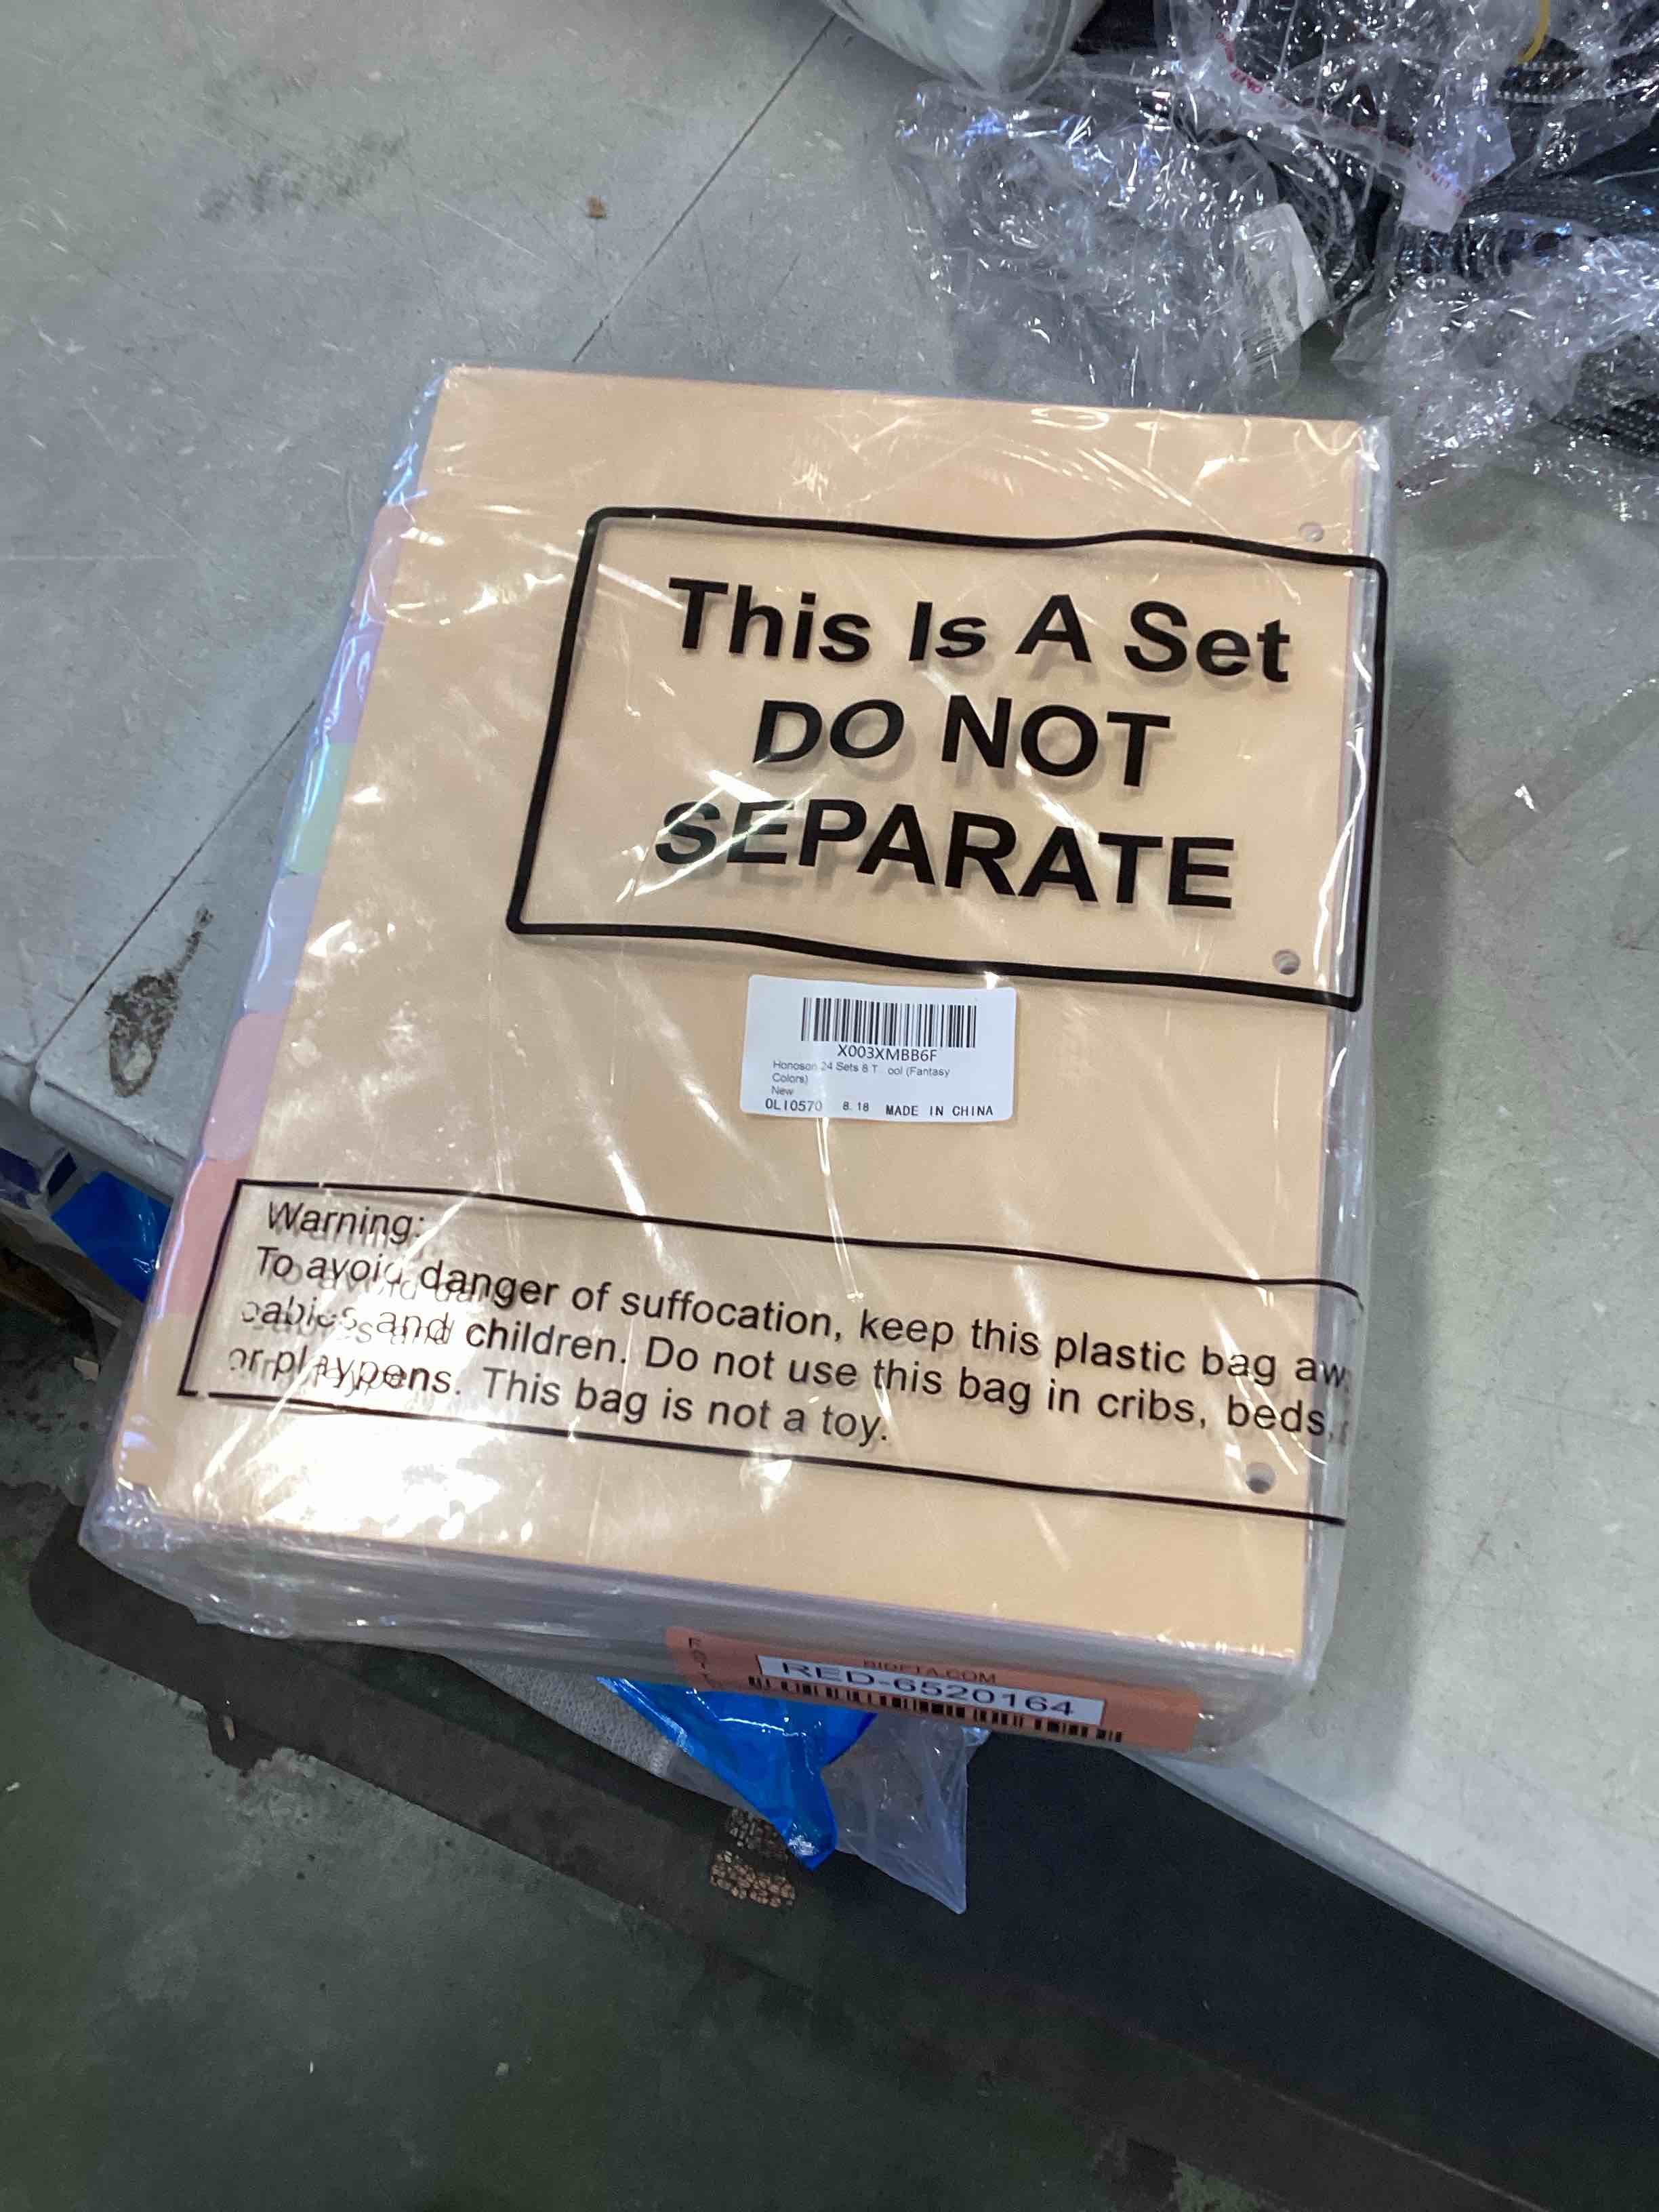 This Is A Set
DO NOT
SEPARATE
X003XMBB6F
Honoson 24 Sets 8 T ool (Fantasy
Colors)
New
OLI0570 8.18 MADE IN CHINA
Warning:
To avoid danger of suffocation, keep this plastic bag aw
babies and children. Do not use this bag in cribs, beds,
or playpens. This bag is not a toy.
BIDFTA.COM
RED-6520164